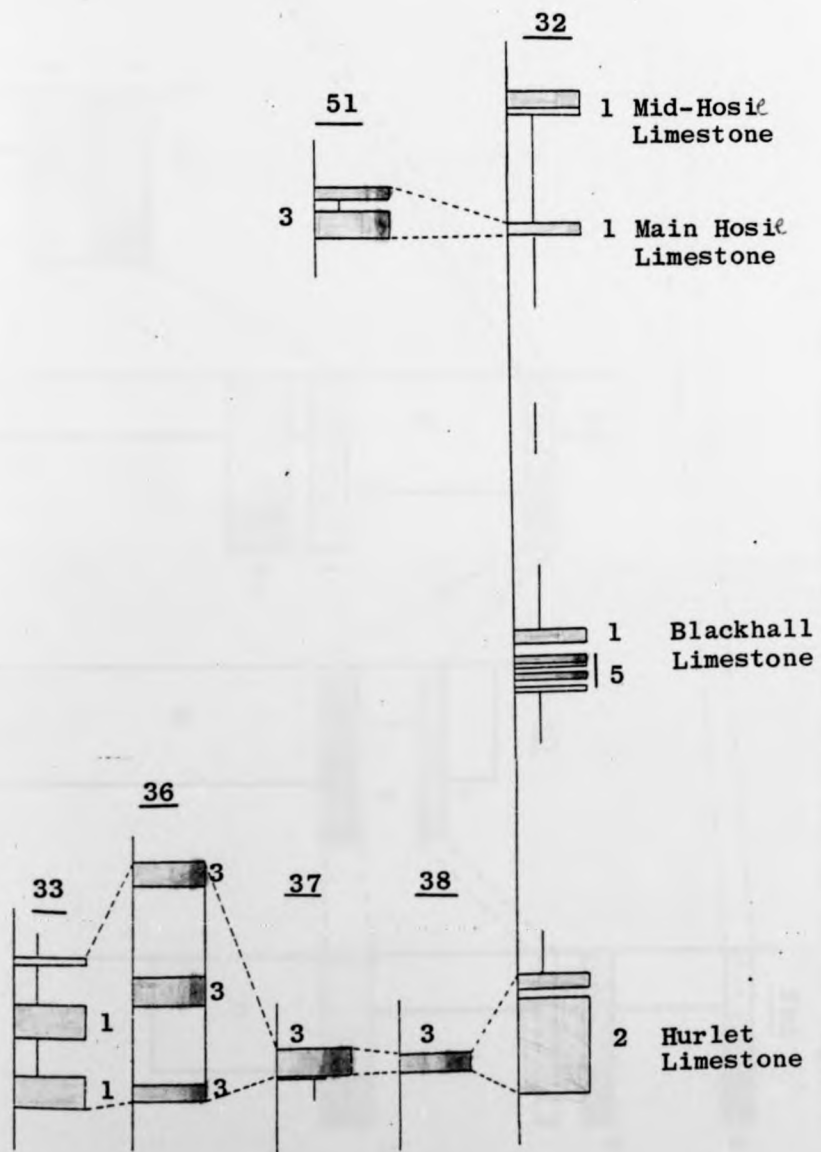 32
1 Mid-Hosie
Limestone
51
3
1 Main Hosie
Limestone
1 Blackhall
Limestone
5
36
3
33
37
38
3
1
3
3
2 Hurlet
Limestone
1
3